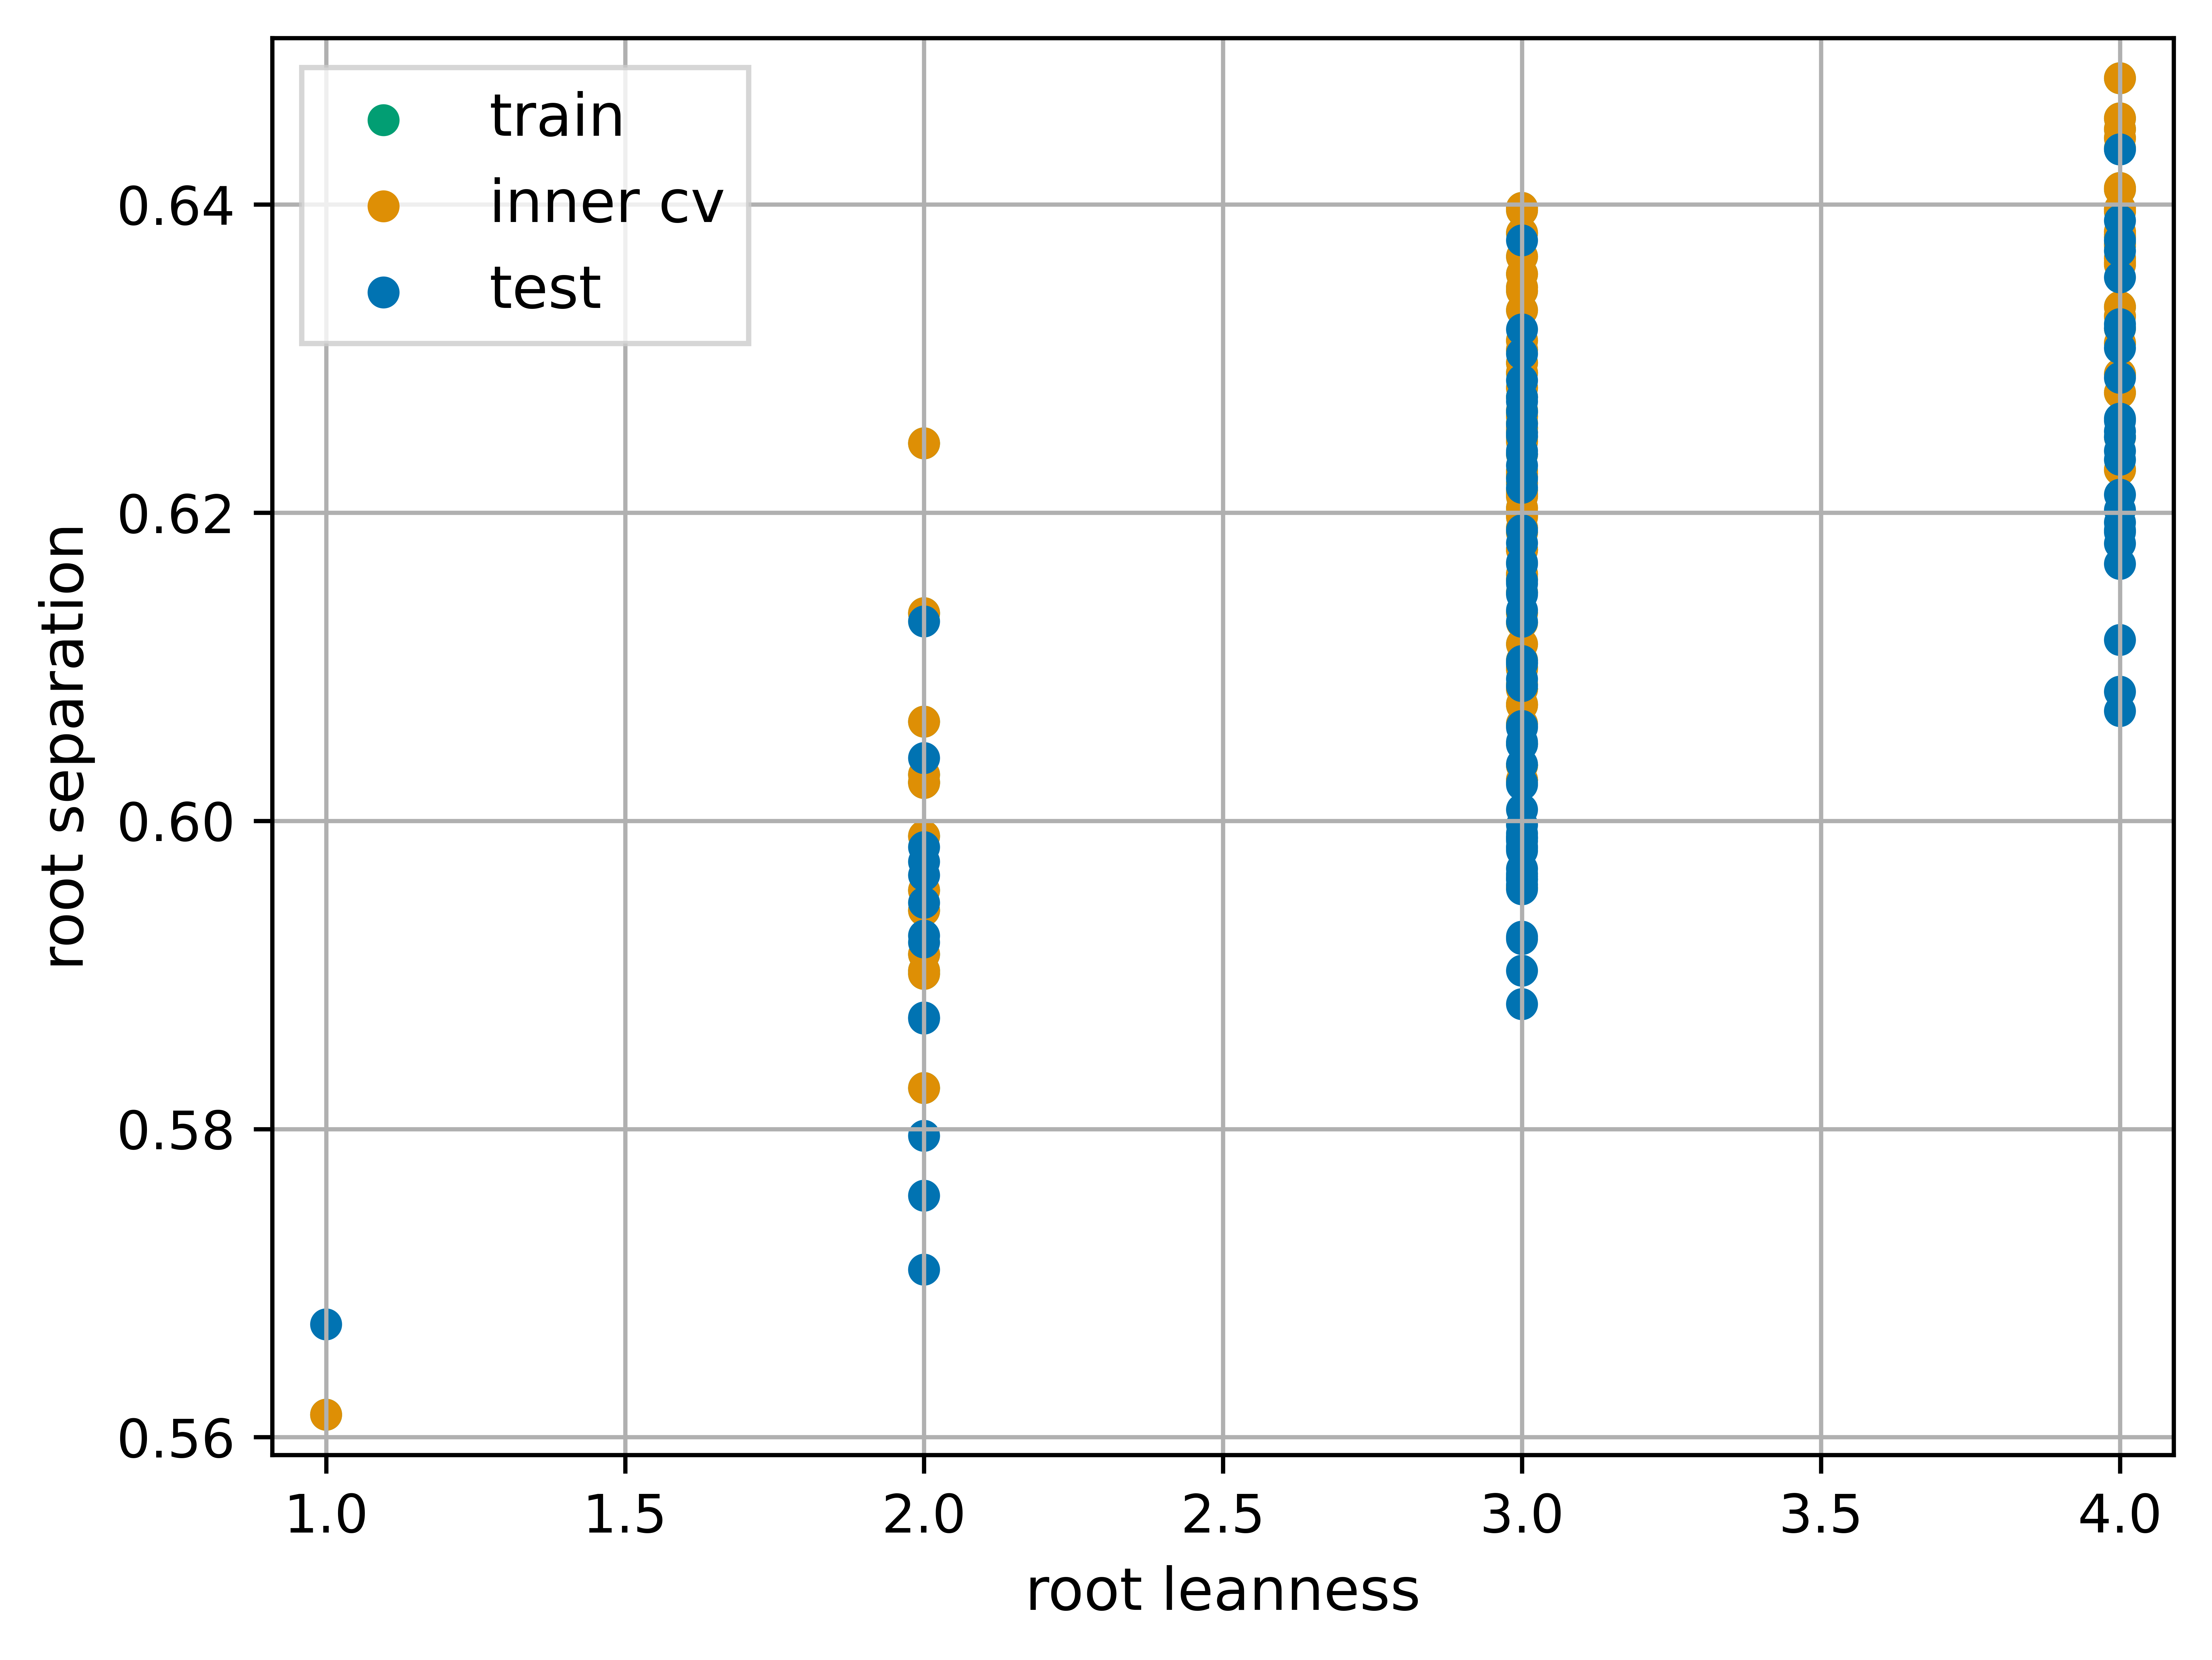 train
inner cv
test
0.64
0.62
0.60
0.58
0.56
root separation
1.0 1.5 2.0 2.5 3.0 3.5 4.0
root leanness